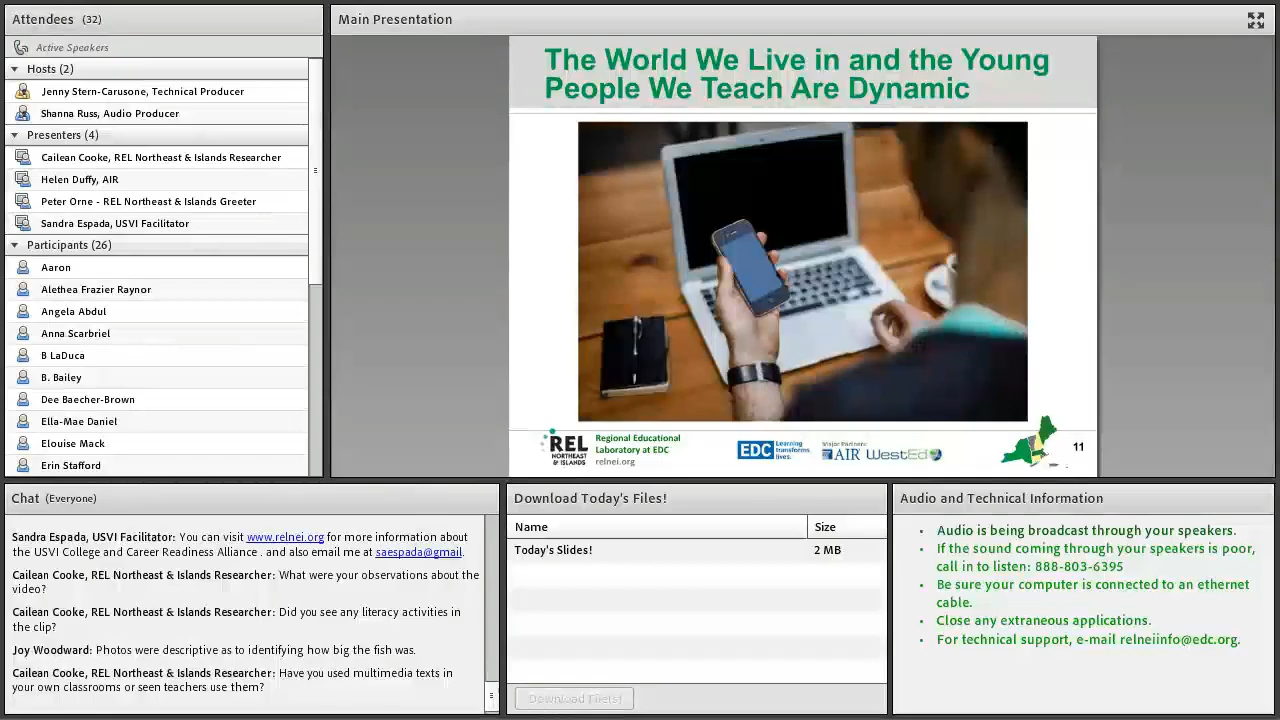 Attendees (32)
Active Speakers
Hosts (2)
Jenny Stern-Carusone, Technical Producer
Shanna Russ, Audio Producer
Presenters (4)
Cailean Cooke, REL Northeast & Islands Researcher
Helen Duffy, AIR
Peter Orne - REL Northeast & Islands Greeter
Sandra Espada, USVI Facilitator
Participants (26)
Aaron
Alethea Frazier Raynor
Angela Abdul
Anna Scarbriel
B LaDuca
B. Bailey
Dee Baecher-Brown
Ella-Mae Daniel
Elouise Mack
Erin Stafford
Main Presentation
The World We Live in and the Young
People We Teach Are Dynamic
REL
NORTHEAST
& ISLANDS
Regional Educational
Laboratory at EDC
relnei.org
EDC
Learning
transforms
lives.
Major Partners:
AIR WestEd
11
Chat (Everyone)
Sandra Espada, USVI Facilitator: You can visit www.relnei.org for more information about
the USVI College and Career Readiness Alliance . and also email me at saespada@gmail.
Cailean Cooke, REL Northeast & Islands Researcher: What were your observations about the
video?
Cailean Cooke, REL Northeast & Islands Researcher: Did you see any literacy activities in
the clip?
Joy Woodward: Photos were descriptive as to identifying how big the fish was.
Cailean Cooke, REL Northeast & Islands Researcher: Have you used multimedia texts in
your own classrooms or seen teachers use them?
Download Today's Files!
Name Size
Today's Slides! 2 MB
Download File(s)
Audio and Technical Information
• Audio is being broadcast through your speakers.
• If the sound coming through your speakers is poor,
call in to listen: 888-803-6395
• Be sure your computer is connected to an ethernet
cable.
• Close any extraneous applications.
• For technical support, e-mail relneiinfo@edc.org.